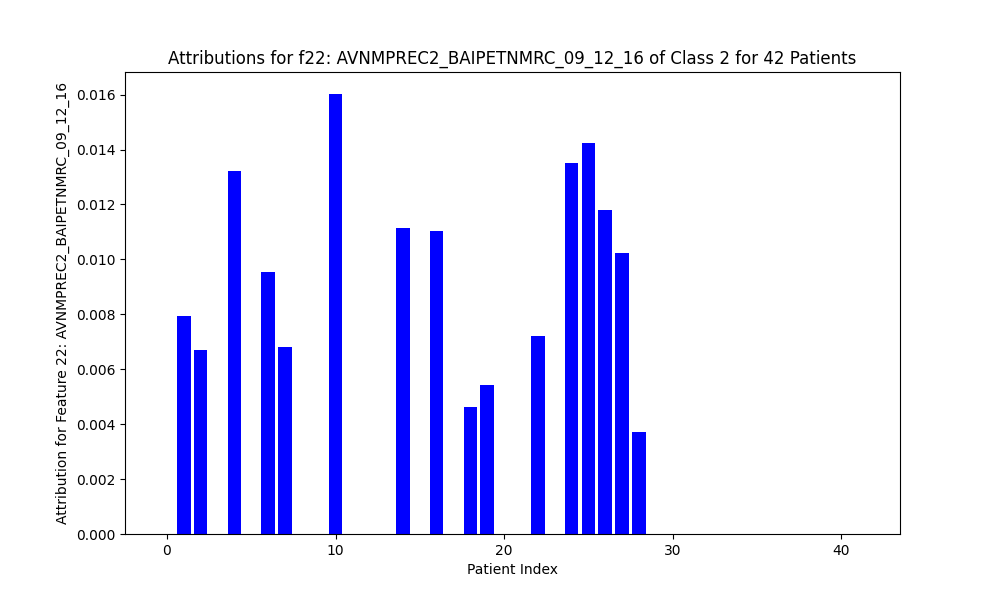 Attributions for f22: AVNMPREC2_BAIPETNMRC_09_12_16 of Class 2 for 42 Patients
Attribution for Feature 22: AVNMPREC2_BAIPETNMRC_09_12_16
0.016
0.014
0.012
0.010
0.008
0.006
0.004
0.002
0.000
0 10 20 30 40
Patient Index